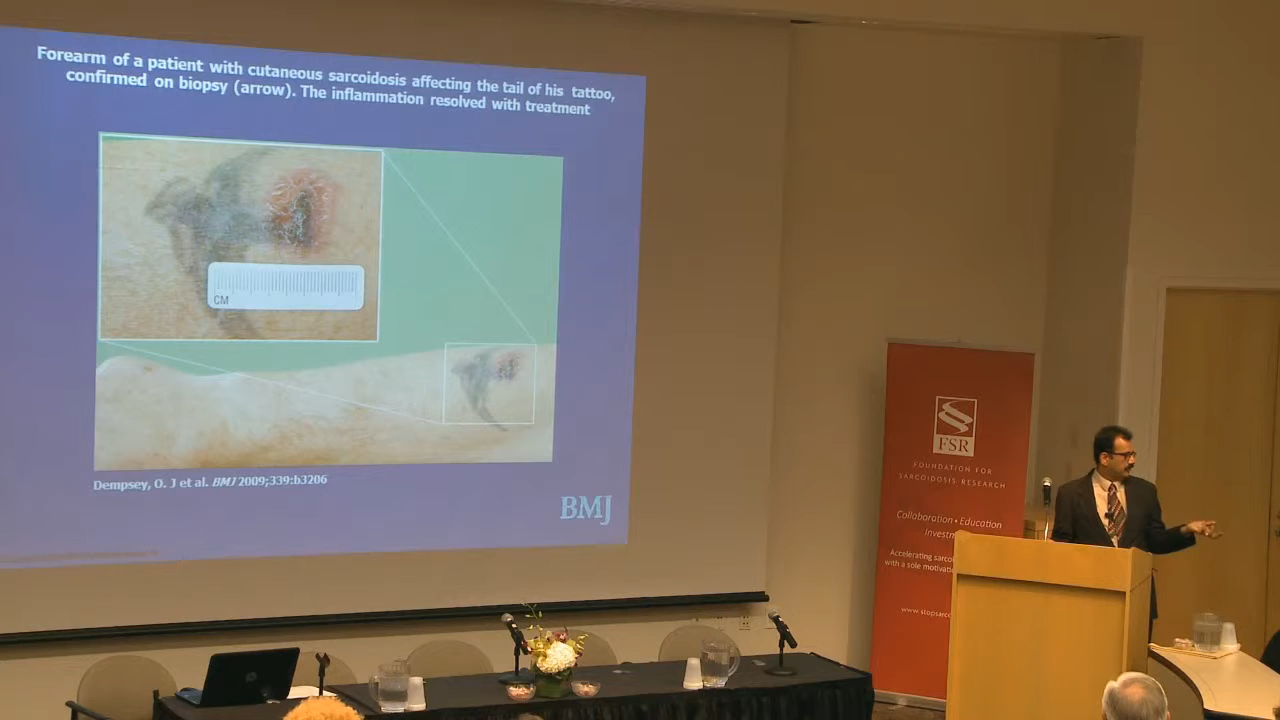 Forearm of a patient with cutaneous sarcoidosis affecting the tail of his tattoo,
confirmed on biopsy (arrow). The inflammation resolved with treatment
CM
Dempsey, O. J et al. BMJ 2009;339:b3206
BMJ
FSR
FOUNDATION FOR
SARCOIDOSIS RESEARCH
Collaboration • Education
Accelerating
with a sole